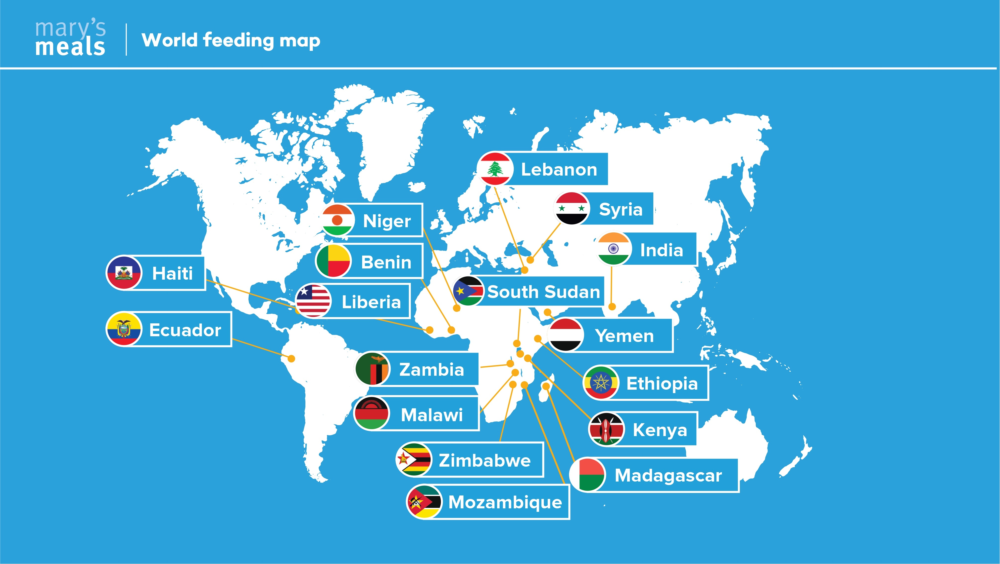 mary's
meals
World feeding map
Lebanon
Syria
Niger
India
Benin
Haiti
South Sudan
Liberia
Ecuador
Yemen
Zambia
Ethiopia
Malawi
Kenya
Zimbabwe
Madagascar
Mozambique